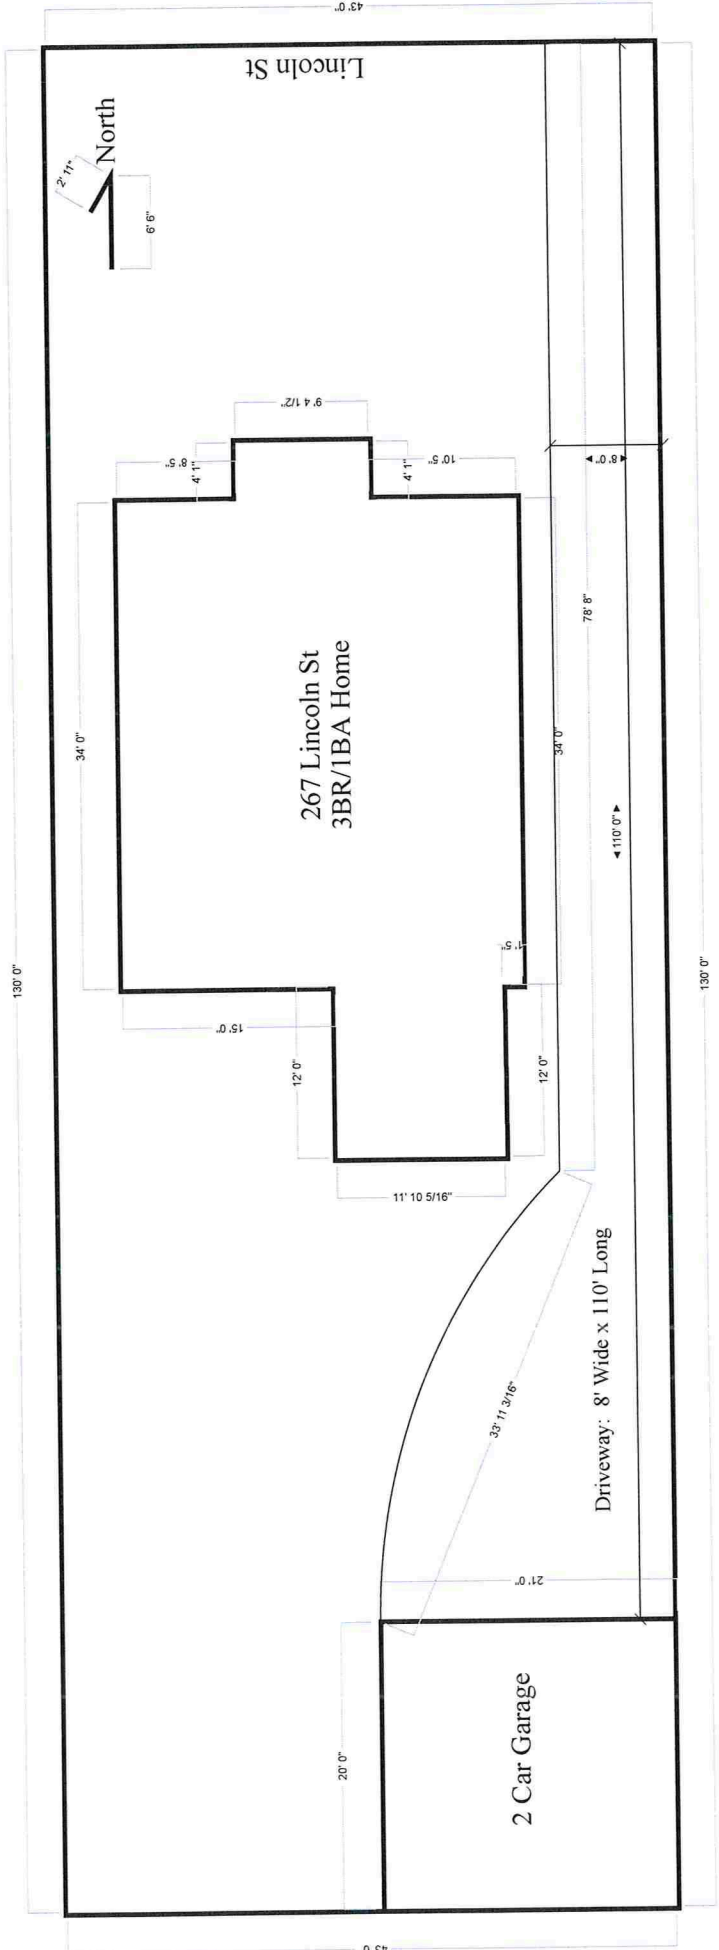 43' 0"
Lincoln St
North
2' 11"
6' 6"
9' 4 1/2"
8' 5"
4' 1"
4' 1"
10' 5"
8' 0"
34' 0"
267 Lincoln St
3BR/1BA Home
78' 8"
34' 0"
110' 0"
130' 0"
130' 0"
1' 5"
15' 0"
12' 0"
12' 0"
11' 10 5/16"
33' 11 3/16"
Driveway: 8' Wide x 110' Long
21' 0"
20' 0"
2 Car Garage
43' 0"